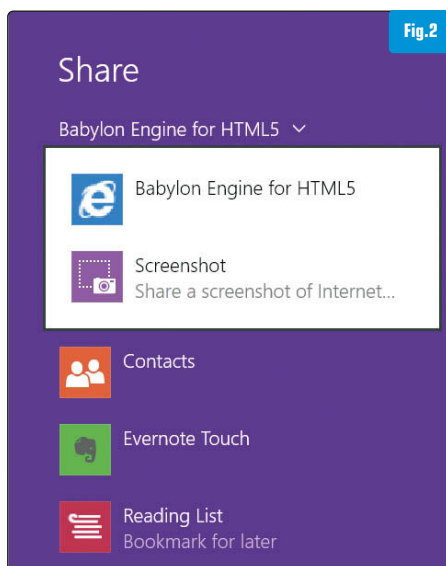 Fig.2
Share
Babylon Engine for HTML5
Babylon Engine for HTML5
Screenshot
Share a screenshot of Internet...
Contacts
Evernote Touch
Reading List
Bookmark for later